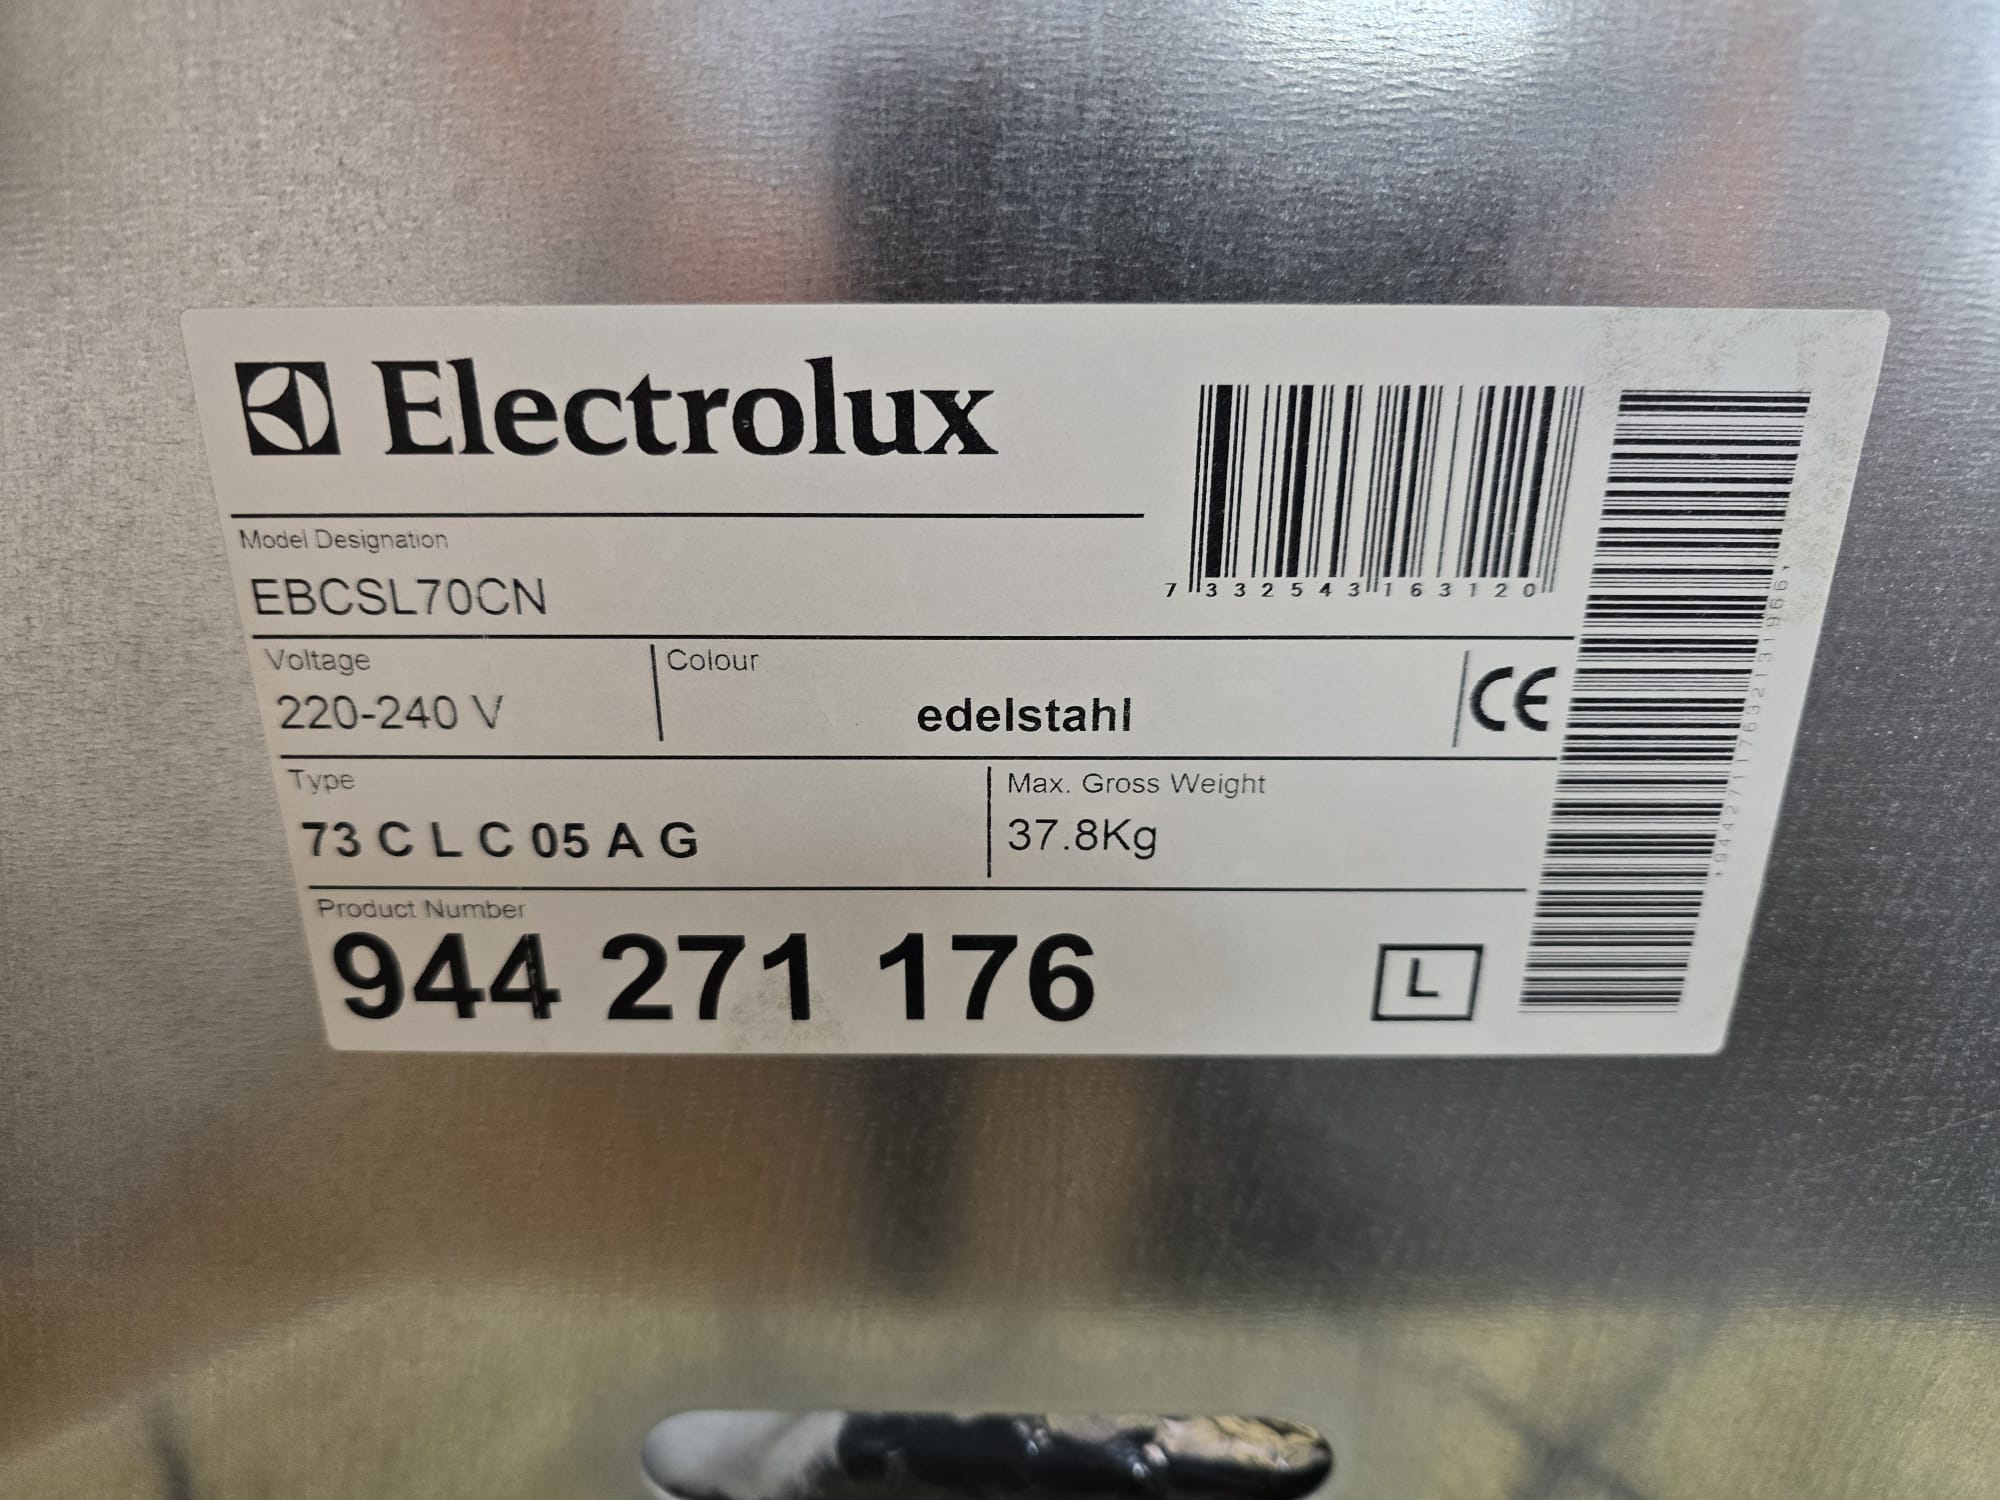 Electrolux
Model Designation
EBCSL70CN
7 332543 163120
Voltage
220-240 V
Colour
edelstahl
CE
Type
73 C L C 05 A G
Max. Gross Weight
37.8Kg
Product Number
944 271 176
L